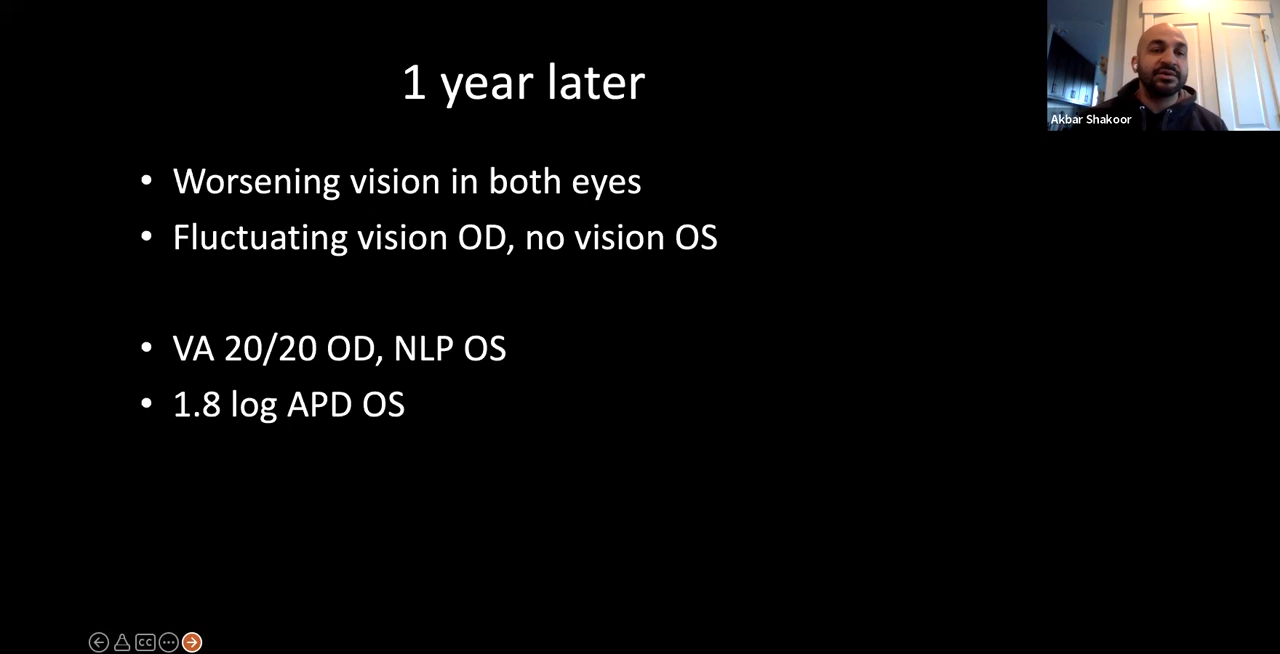 1 year later
Akbar Shakoor
• Worsening vision in both eyes
• Fluctuating vision OD, no vision OS
• VA 20/20 OD, NLP OS
• 1.8 log APD OS
CC